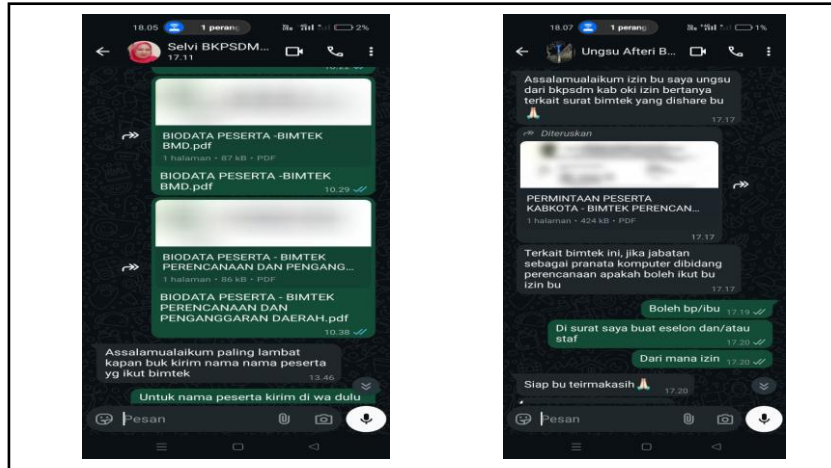 18.05
1 perang
2%
Selvi BKPSDM...
17.11
BIODATA PESERTA -BIMTEK
BMD.pdf
1 halaman • 87 kB • PDF
BIODATA PESERTA -BIMTEK
BMD.pdf
10.29
BIODATA PESERTA - BIMTEK
PERENCANAAN DAN PENGANG...
1 halaman • 86 kB • PDF
BIODATA PESERTA - BIMTEK
PERENCANAAN DAN
PENGANGGARAN DAERAH.pdf
10.38
Assalamualaikum paling lambat
kapan buk kirim nama nama peserta
yg ikut bimtek
13.46
Untuk nama peserta kirim di wa dulu
Pesan
18.07
1 perang
1%
Ungsu Afteri B...
Assalamualaikum izin bu saya ungsu
dari bkpsdm kab oki izin bertanya
terkait surat bimtek yang dishare bu
17.17
Diteruskan
PERMINTAAN PESERTA
KABKOTA - BIMTEK PERENCAN...
1 halaman • 424 kB • PDF
17.17
Terkait bimtek ini, jika jabatan
sebagai pranata komputer dibidang
perencanaan apakah boleh ikut bu
izin bu
17.17
Boleh bp/ibu 17.19
Di surat saya buat eselon dan/atau
staf
17.20
Dari mana izin 17.20
Siap bu teirmakasih
17.20
Pesan